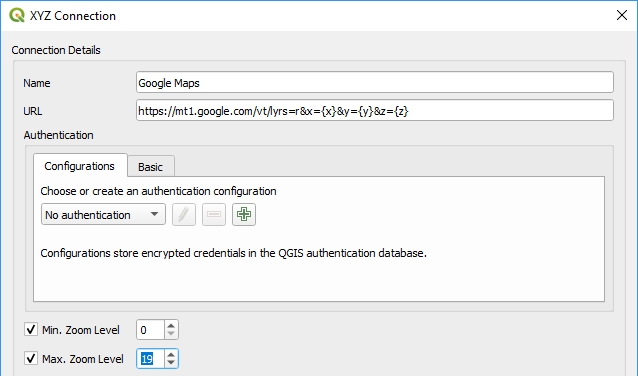 XYZ Connection
Connection Details
Name Google Maps
URL https://mt1.google.com/vt/lyrs=r&x={x}&y={y}&z={z}
Authentication
Configurations Basic
Choose or create an authentication configuration
No authentication
Configurations store encrypted credentials in the QGIS authentication database.
Min. Zoom Level 0
Max. Zoom Level 19